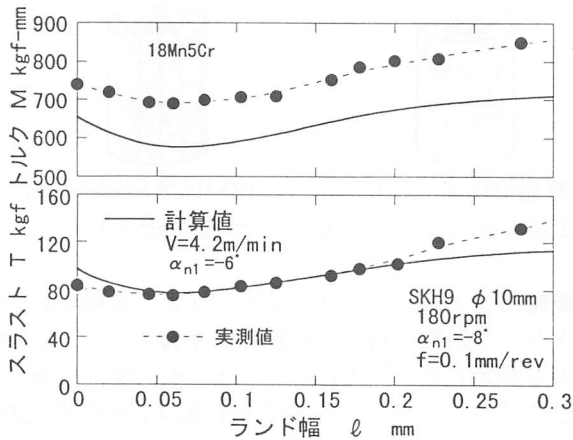 900
800
700
600
500
トルク M kgf-mm
18Mn5Cr
160
120
80
40
0
スラスト T kgf
計算値
V=4.2m/min
αn1=-6°
実測値
SKH9 φ10mm
180rpm
αn1=-8°
f=0.1mm/rev
0 0.05 0.1 0.15 0.2 0.25 0.3
ランド幅 ℓ mm